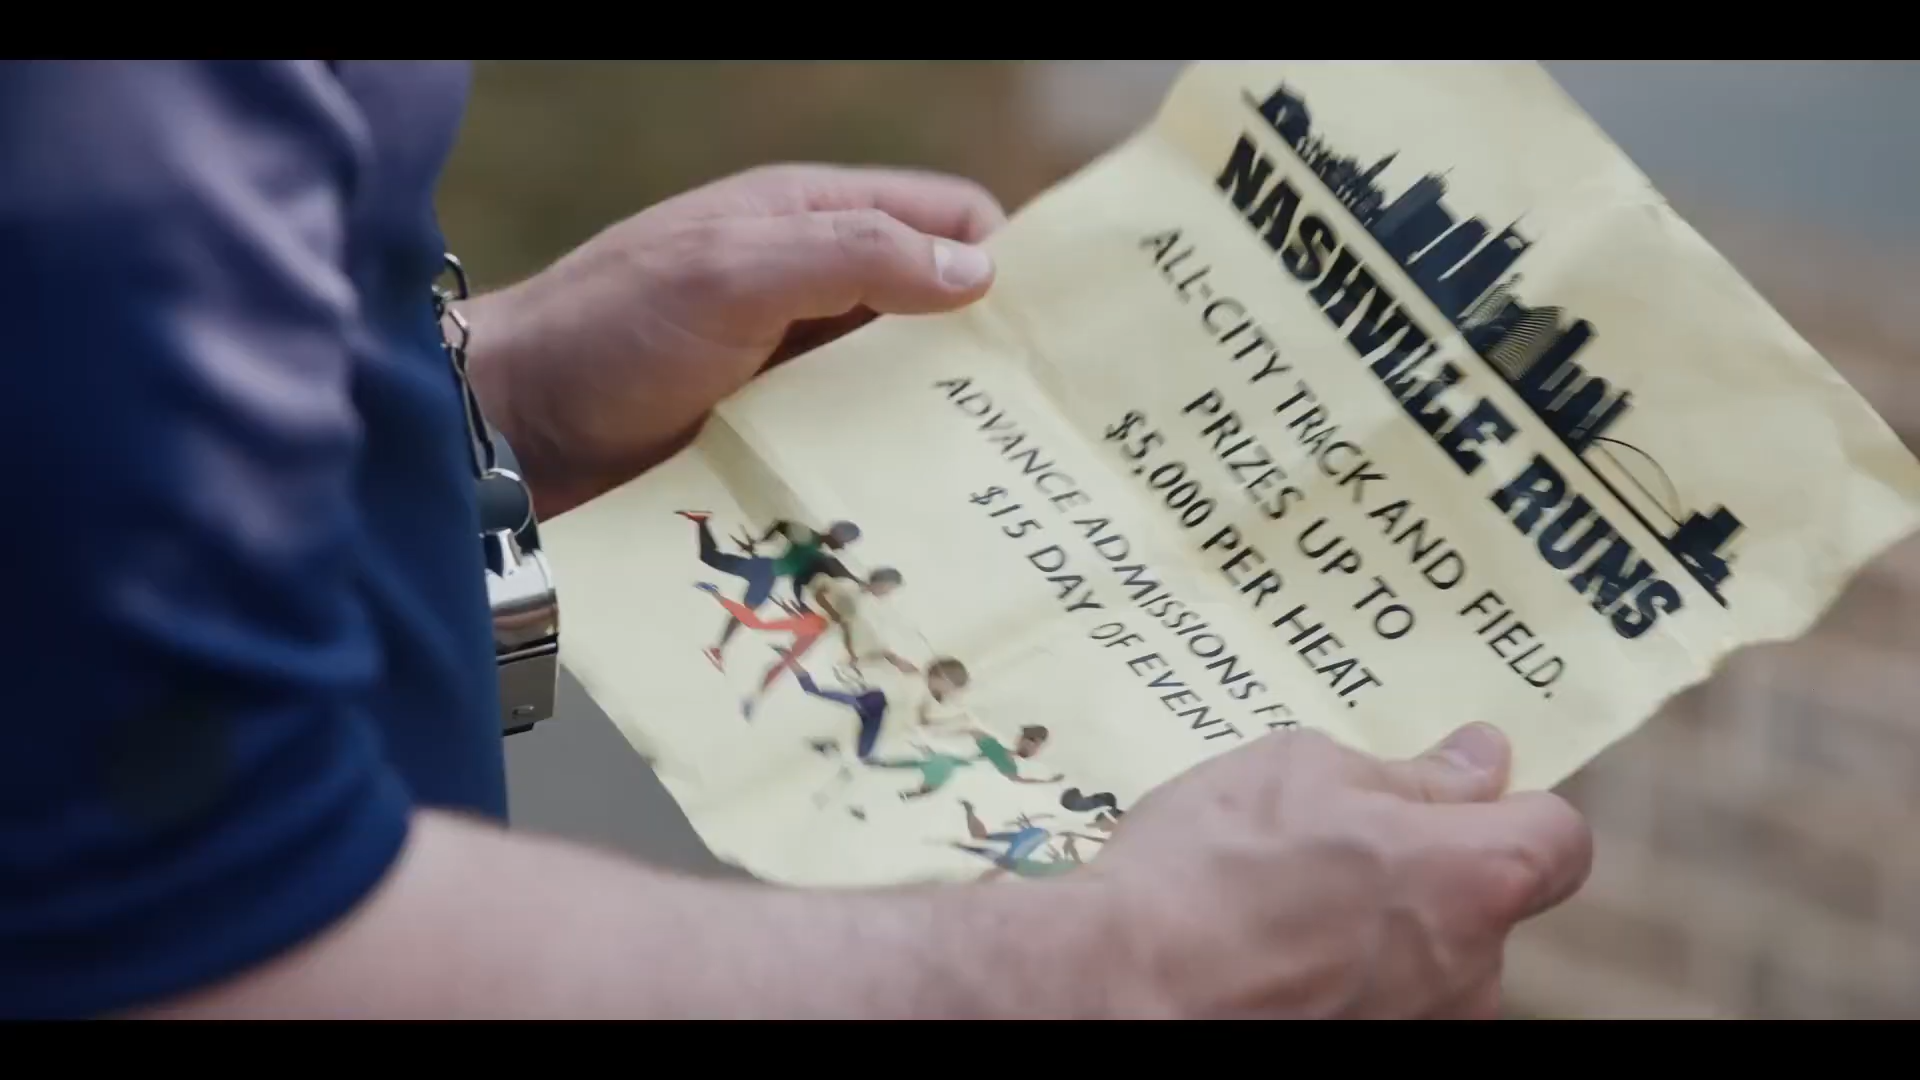 NASHVILLE RUNS
ALL-CITY TRACK AND FIELD.
PRIZES UP TO
$5,000 PER HEAT.
ADVANCE ADMISSIONS
$15 DAY OF EVENT